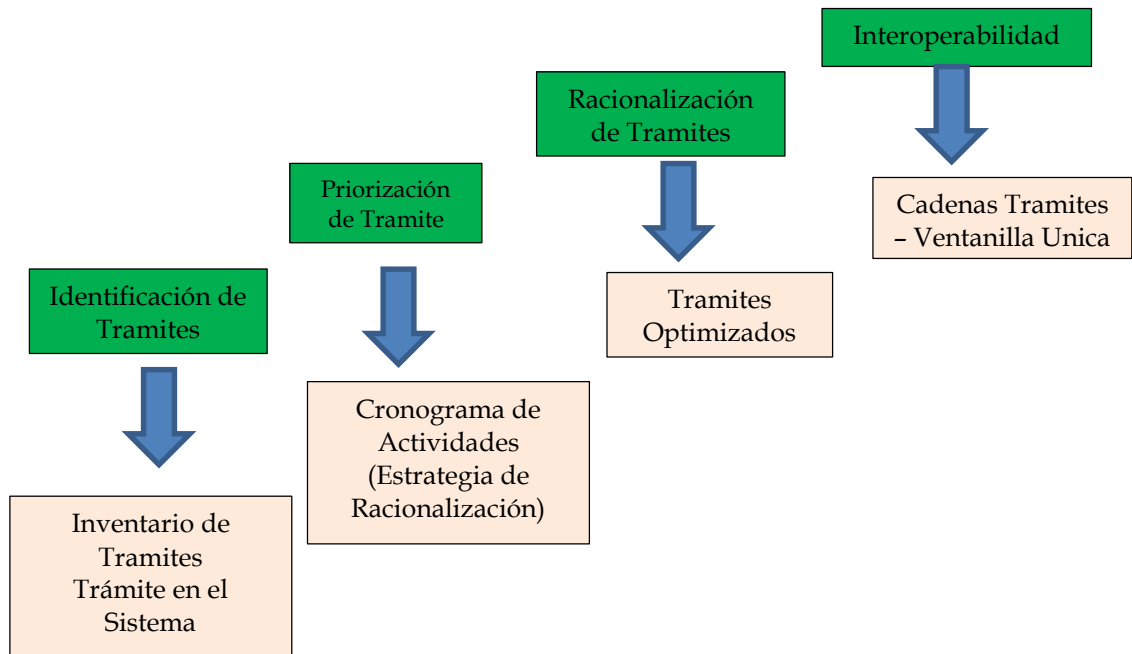 Identificación de
Tramites
Inventario de
Tramites
Trámite en el
Sistema
Priorización
de Tramite
Cronograma de
Actividades
(Estrategia de
Racionalización)
Racionalización
de Tramites
Tramites
Optimizados
Interoperabilidad
Cadenas Tramites
– Ventanilla Unica